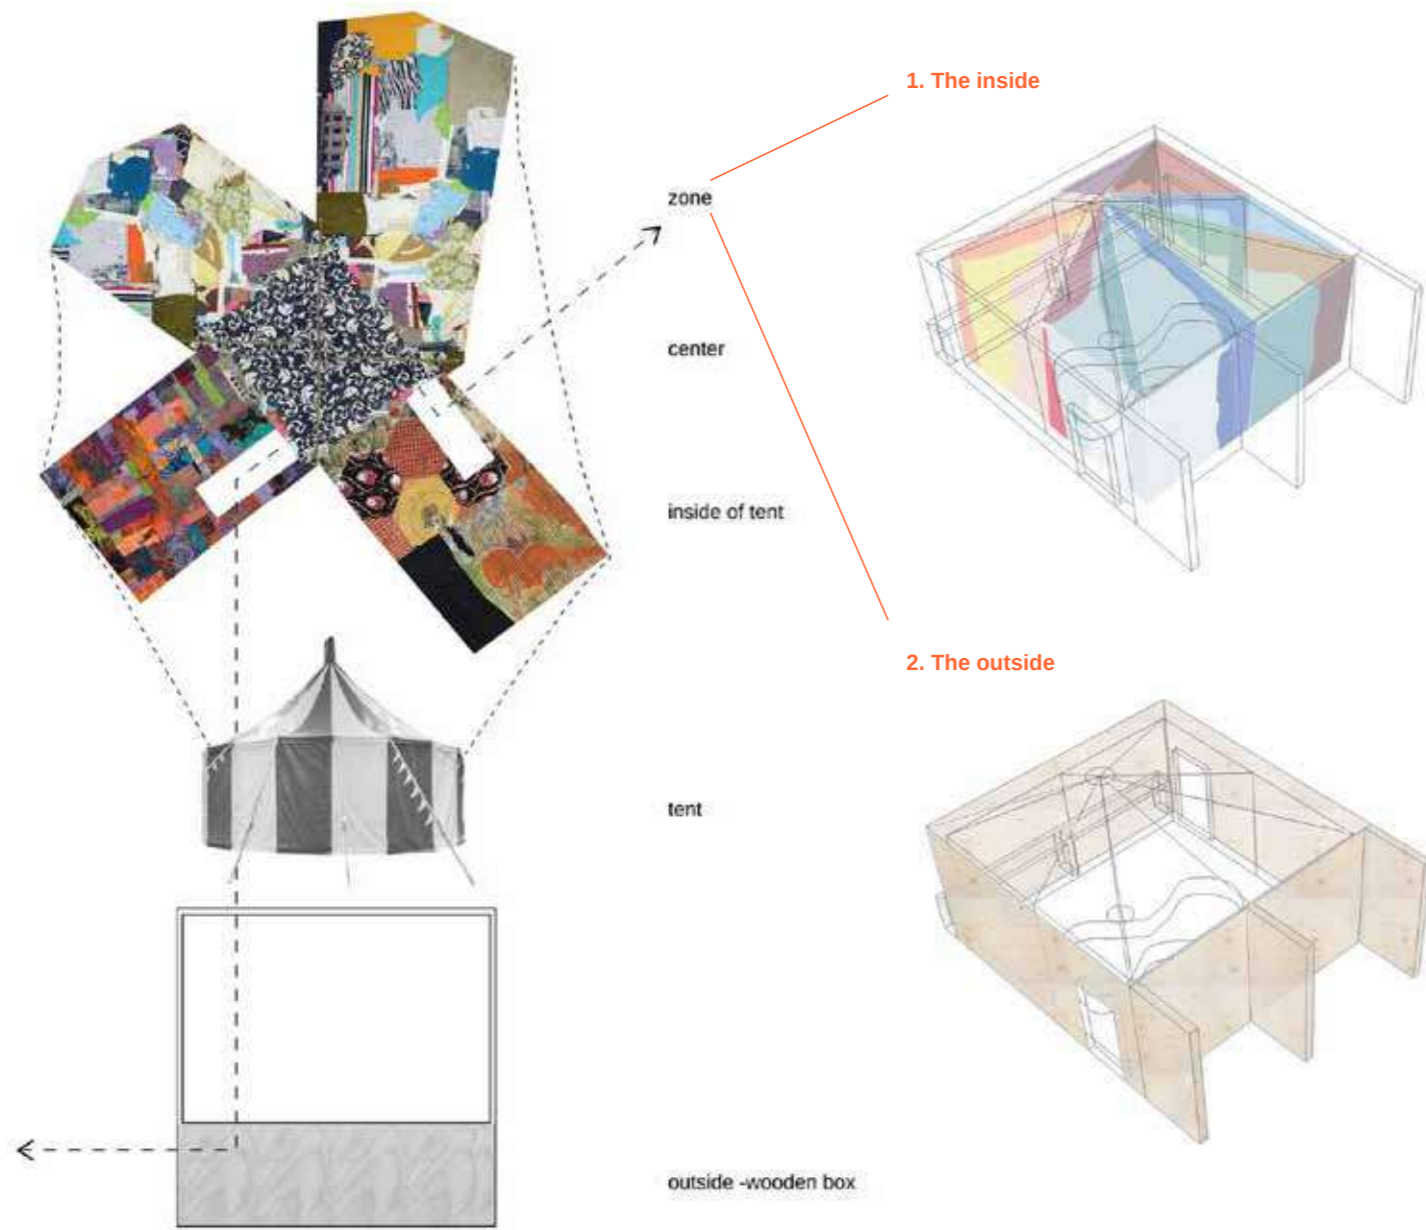 1. The inside
zone
center
inside of tent
2. The outside
tent
outside -wooden box